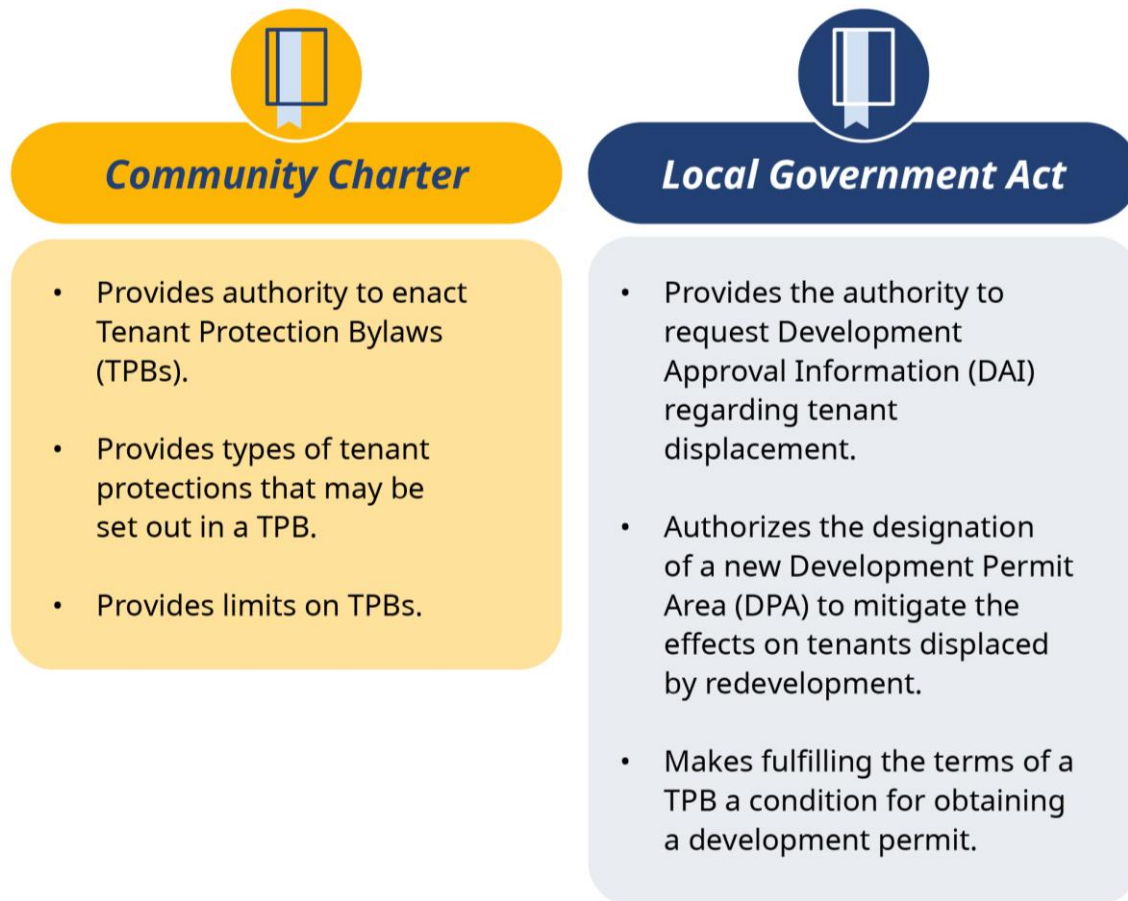 Community Charter
• Provides authority to enact
Tenant Protection Bylaws
(TPBs).
• Provides types of tenant
protections that may be
set out in a TPB.
• Provides limits on TPBs.
Local Government Act
• Provides the authority to
request Development
Approval Information (DAI)
regarding tenant
displacement.
• Authorizes the designation
of a new Development Permit
Area (DPA) to mitigate the
effects on tenants displaced
by redevelopment.
• Makes fulfilling the terms of a
TPB a condition for obtaining
a development permit.